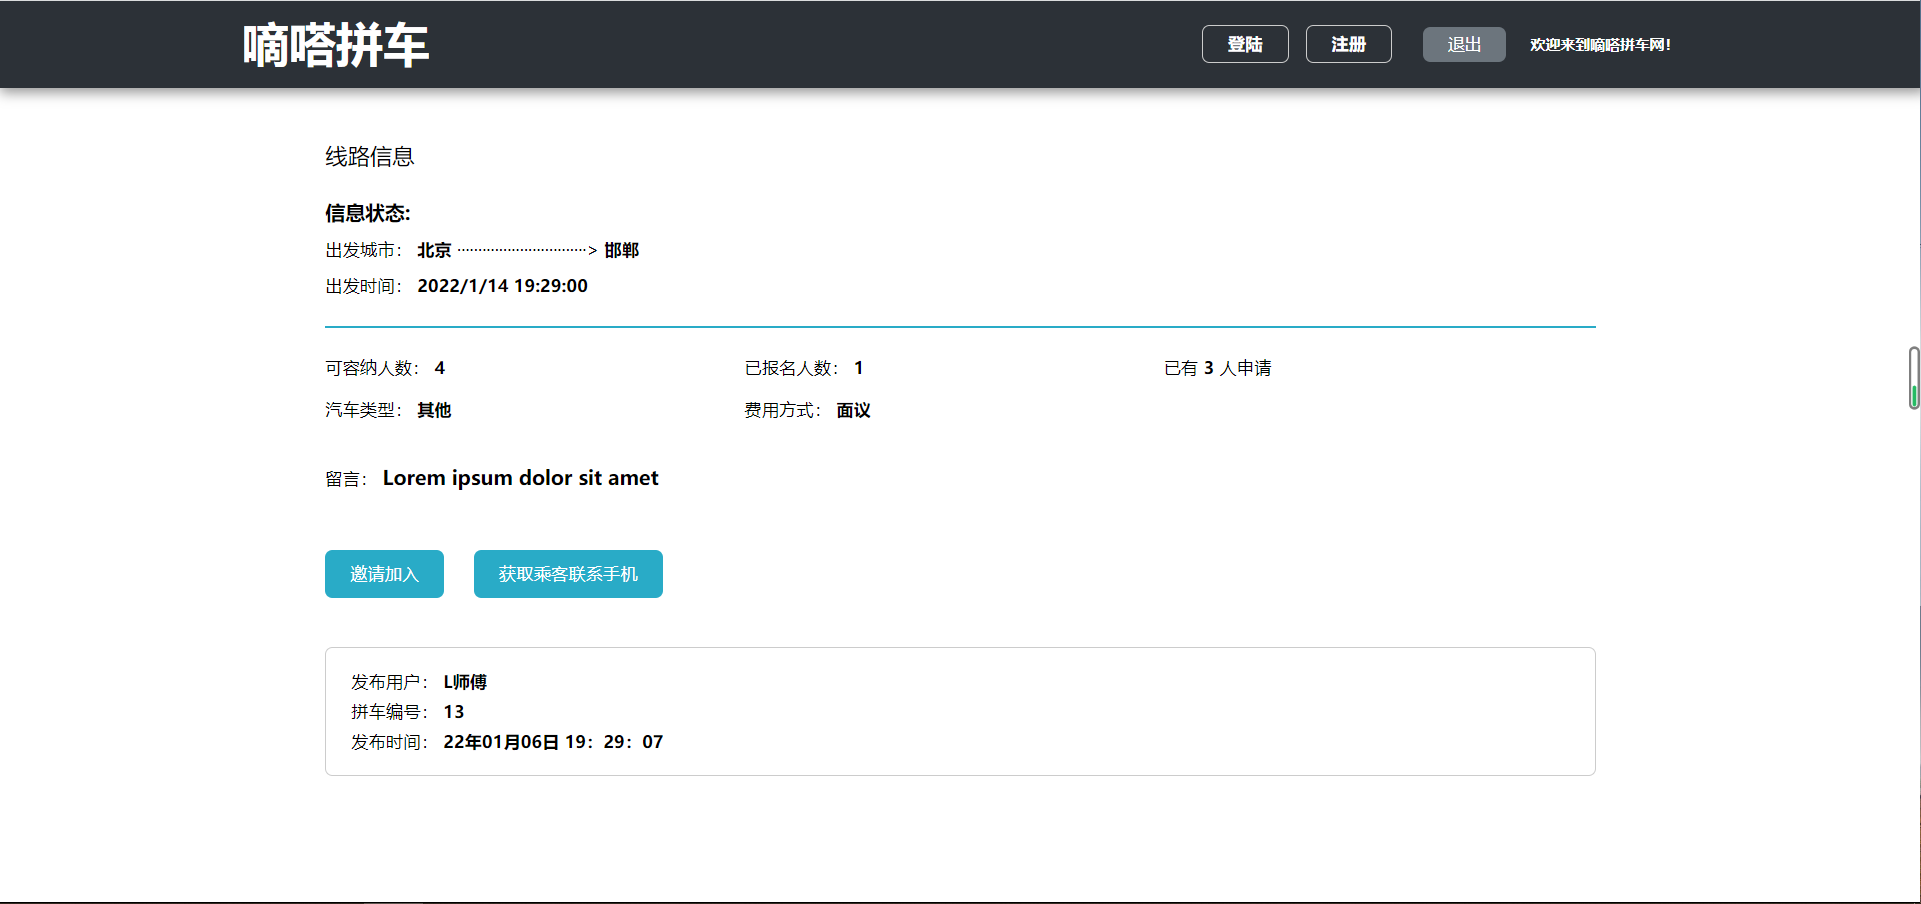 嘀嗒拼车
登陆 注册 退出 欢迎来到嘀嗒拼车网!
线路信息
信息状态:
出发城市: 北京 ······························> 邯郸
出发时间: 2022/1/14 19:29:00
可容纳人数: 4 已报名人数: 1 已有 3 人申请
汽车类型: 其他 费用方式: 面议
留言: Lorem ipsum dolor sit amet
邀请加入 获取乘客联系手机
发布用户: L师傅
拼车编号: 13
发布时间: 22年01月06日 19：29：07